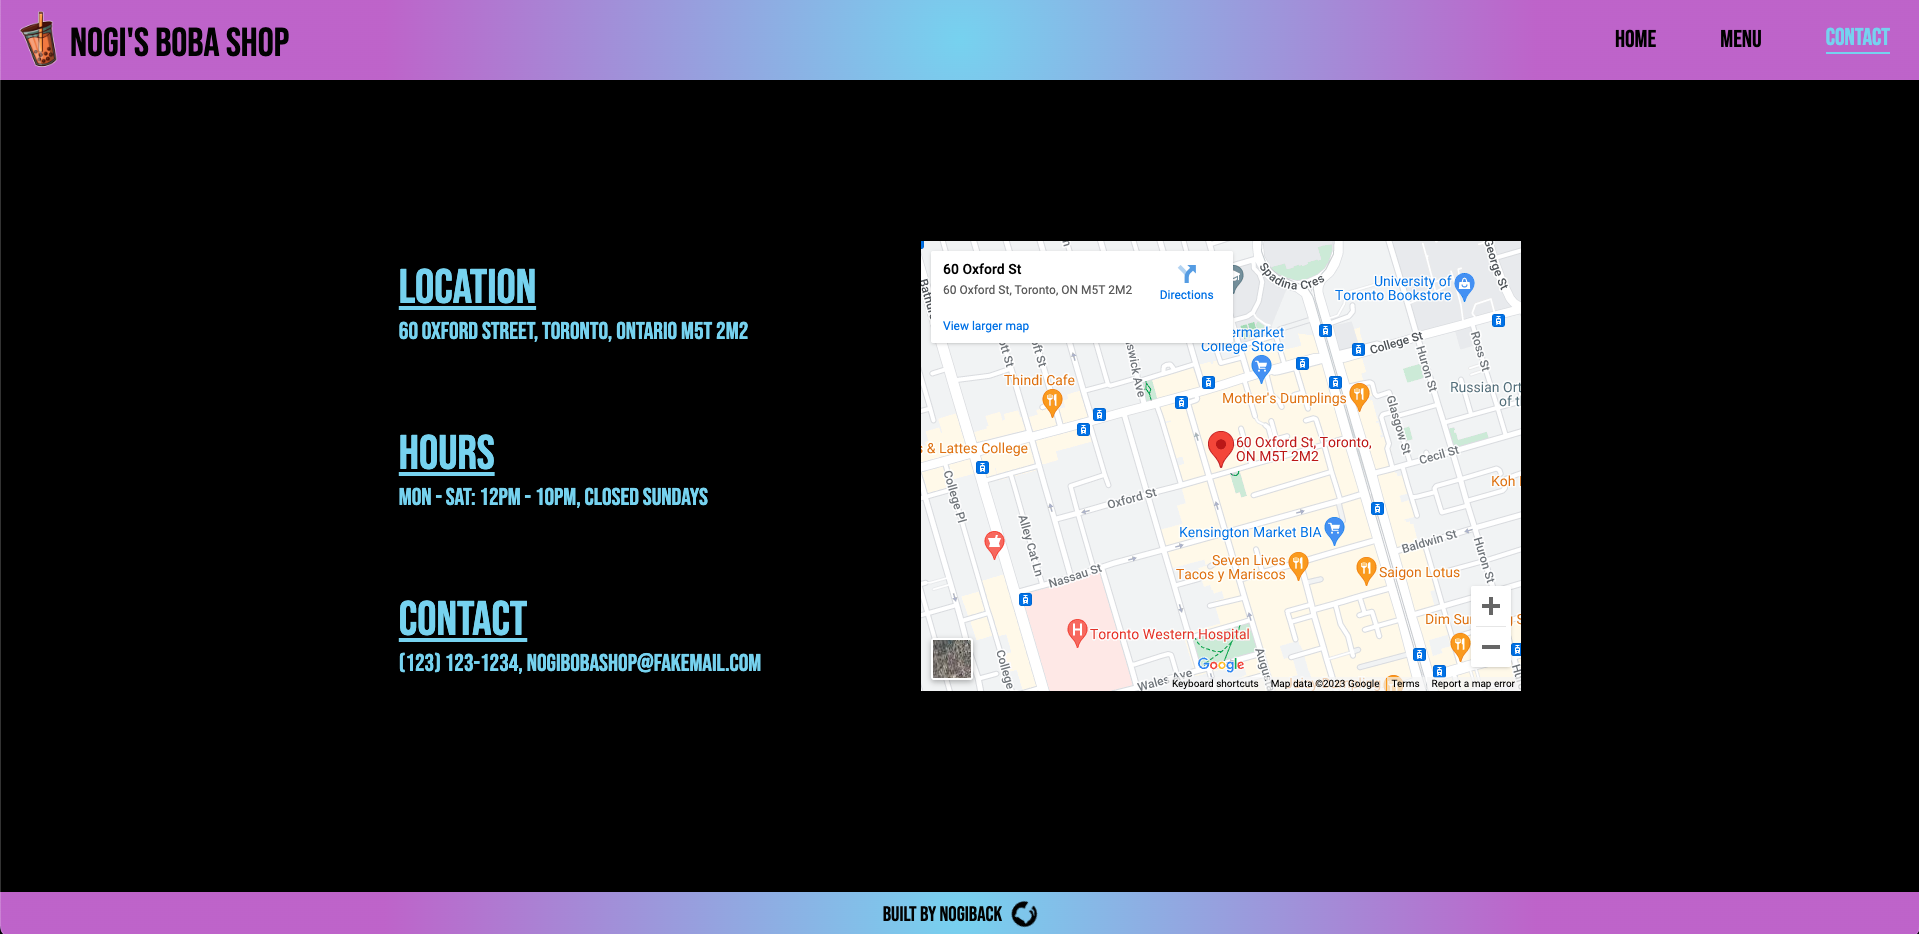 NOGI'S BOBA SHOP
HOME
MENU
CONTACT
LOCATION
60 OXFORD STREET, TORONTO, ONTARIO M5T 2M2
HOURS
MON - SAT: 12PM - 10PM, CLOSED SUNDAYS
CONTACT
(123) 123-1234, NOGIBOBASHOP@FAKEMAIL.COM
60 Oxford St
60 Oxford St, Toronto, ON M5T 2M2
Directions
View larger map
Spadina Cres
University of
Toronto Bookstore
George St
College Store
College St
Huron St
Ross St
Thindi Cafe
Mother's Dumplings
Glasgow St
Russian
of
& Lattes College
60 Oxford St, Toronto,
ON M5T 2M2
Cecil St
Koh
College Pl
Oxford St
Alley Cat Ln
Kensington Market BIA
Baldwin St
Huron St
Seven Lives
Tacos y Mariscos
Saigon Lotus
Nassau St
Dim
Toronto Western Hospital
College
Wales Ave
Google
Keyboard shortcuts
Map data ©2023 Google
Terms
Report a map error
BUILT BY NOGIBACK